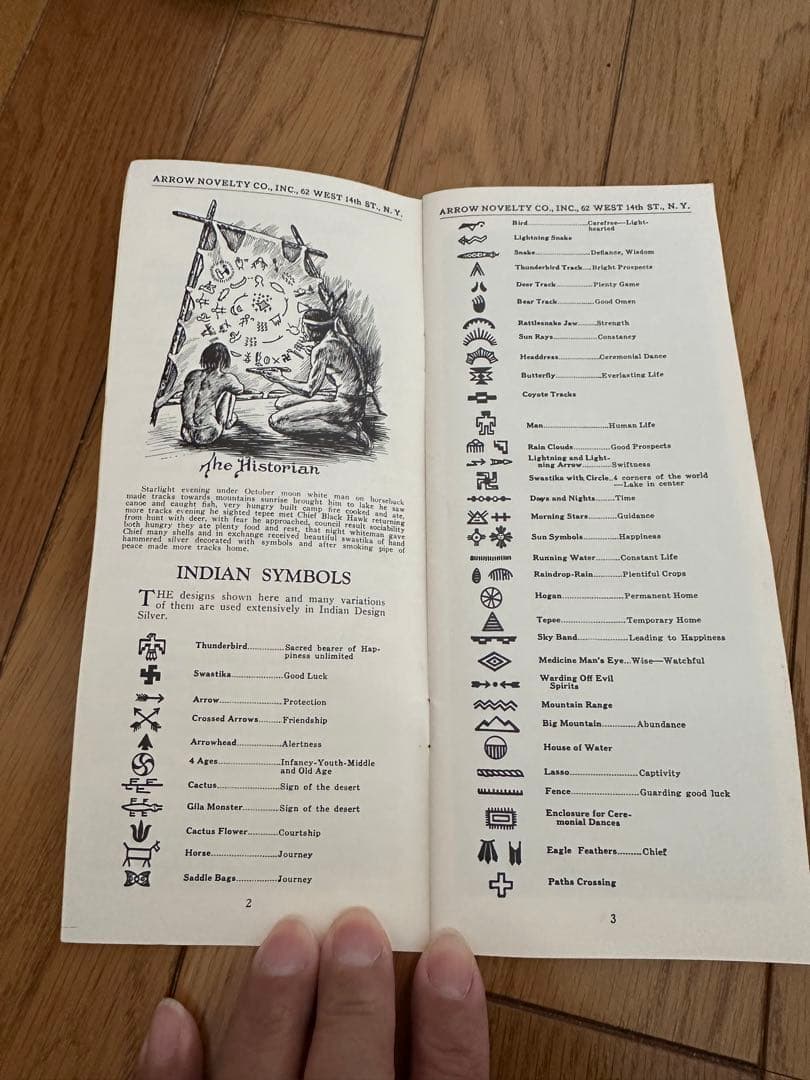 ARROW NOVELTY CO., INC., 62 WEST 14th ST., N. Y.
The Historian
Starlight evening under October moon white man on horseback
made tracks towards mountains sunrise brought him to lake he saw
canoe and caught fish, very hungry built camp fire cooked and ate,
more tracks evening he sighted tepee met Chief Black Hawk returning
from hunt with deer, with fear he approached, council result sociability
both hungry they ate plenty food and rest, that night whiteman gave
Chief many shells and in exchange received beautiful swastika of hand
hammered silver decorated with symbols and after smoking pipe of
peace made more tracks home.
INDIAN SYMBOLS
THE designs shown here and many variations
of them are used extensively in Indian Design
Silver.
Thunderbird.............Sacred bearer of Hap-
piness unlimited
Swastika..................Good Luck
Arrow......................Protection
Crossed Arrows........Friendship
Arrowhead...............Alertness
4 Ages......................Infancy-Youth-Middle
and Old Age
Cactus......................Sign of the desert
Gila Monster............Sign of the desert
Cactus Flower..........Courtship
Horse.......................Journey
Saddle Bags..............Journey
2
ARROW NOVELTY CO., INC., 62 WEST 14th ST., N. Y.
Bird....................Carefree—Light-
hearted
Lightning Snake
Snake..................Defiance, Wisdom
Thunderbird Track....Bright Prospects
Deer Track............Plenty Game
Bear Track............Good Omen
Rattlesnake Jaw......Strength
Sun Rays...............Constancy
Headdress..............Ceremonial Dance
Butterfly...............Everlasting Life
Coyote Tracks
Man.......................Human Life
Rain Clouds............Good Prospects
Lightning and Light-
ning Arrow............Swiftness
Swastika with Circle..4 corners of the world
—Lake in center
Days and Nights.......Time
Morning Stars.........Guidance
Sun Symbols...........Happiness
Running Water........Constant Life
Raindrop-Rain.........Plentiful Crops
Hogan....................Permanent Home
Tepee.....................Temporary Home
Sky Band................Leading to Happiness
Medicine Man's Eye...Wise—Watchful
Warding Off Evil
Spirits
Mountain Range
Big Mountain............Abundance
House of Water
Lasso......................Captivity
Fence......................Guarding good luck
Enclosure for Cere-
monial Dances
Eagle Feathers.........Chief
Paths Crossing
3